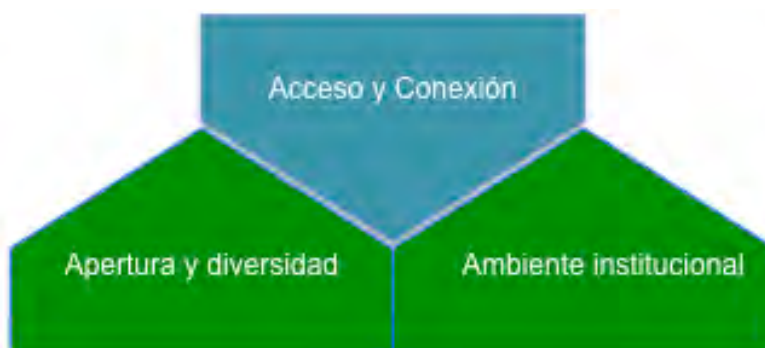 Acceso y Conexión
Apertura y diversidad
Ambiente institucional